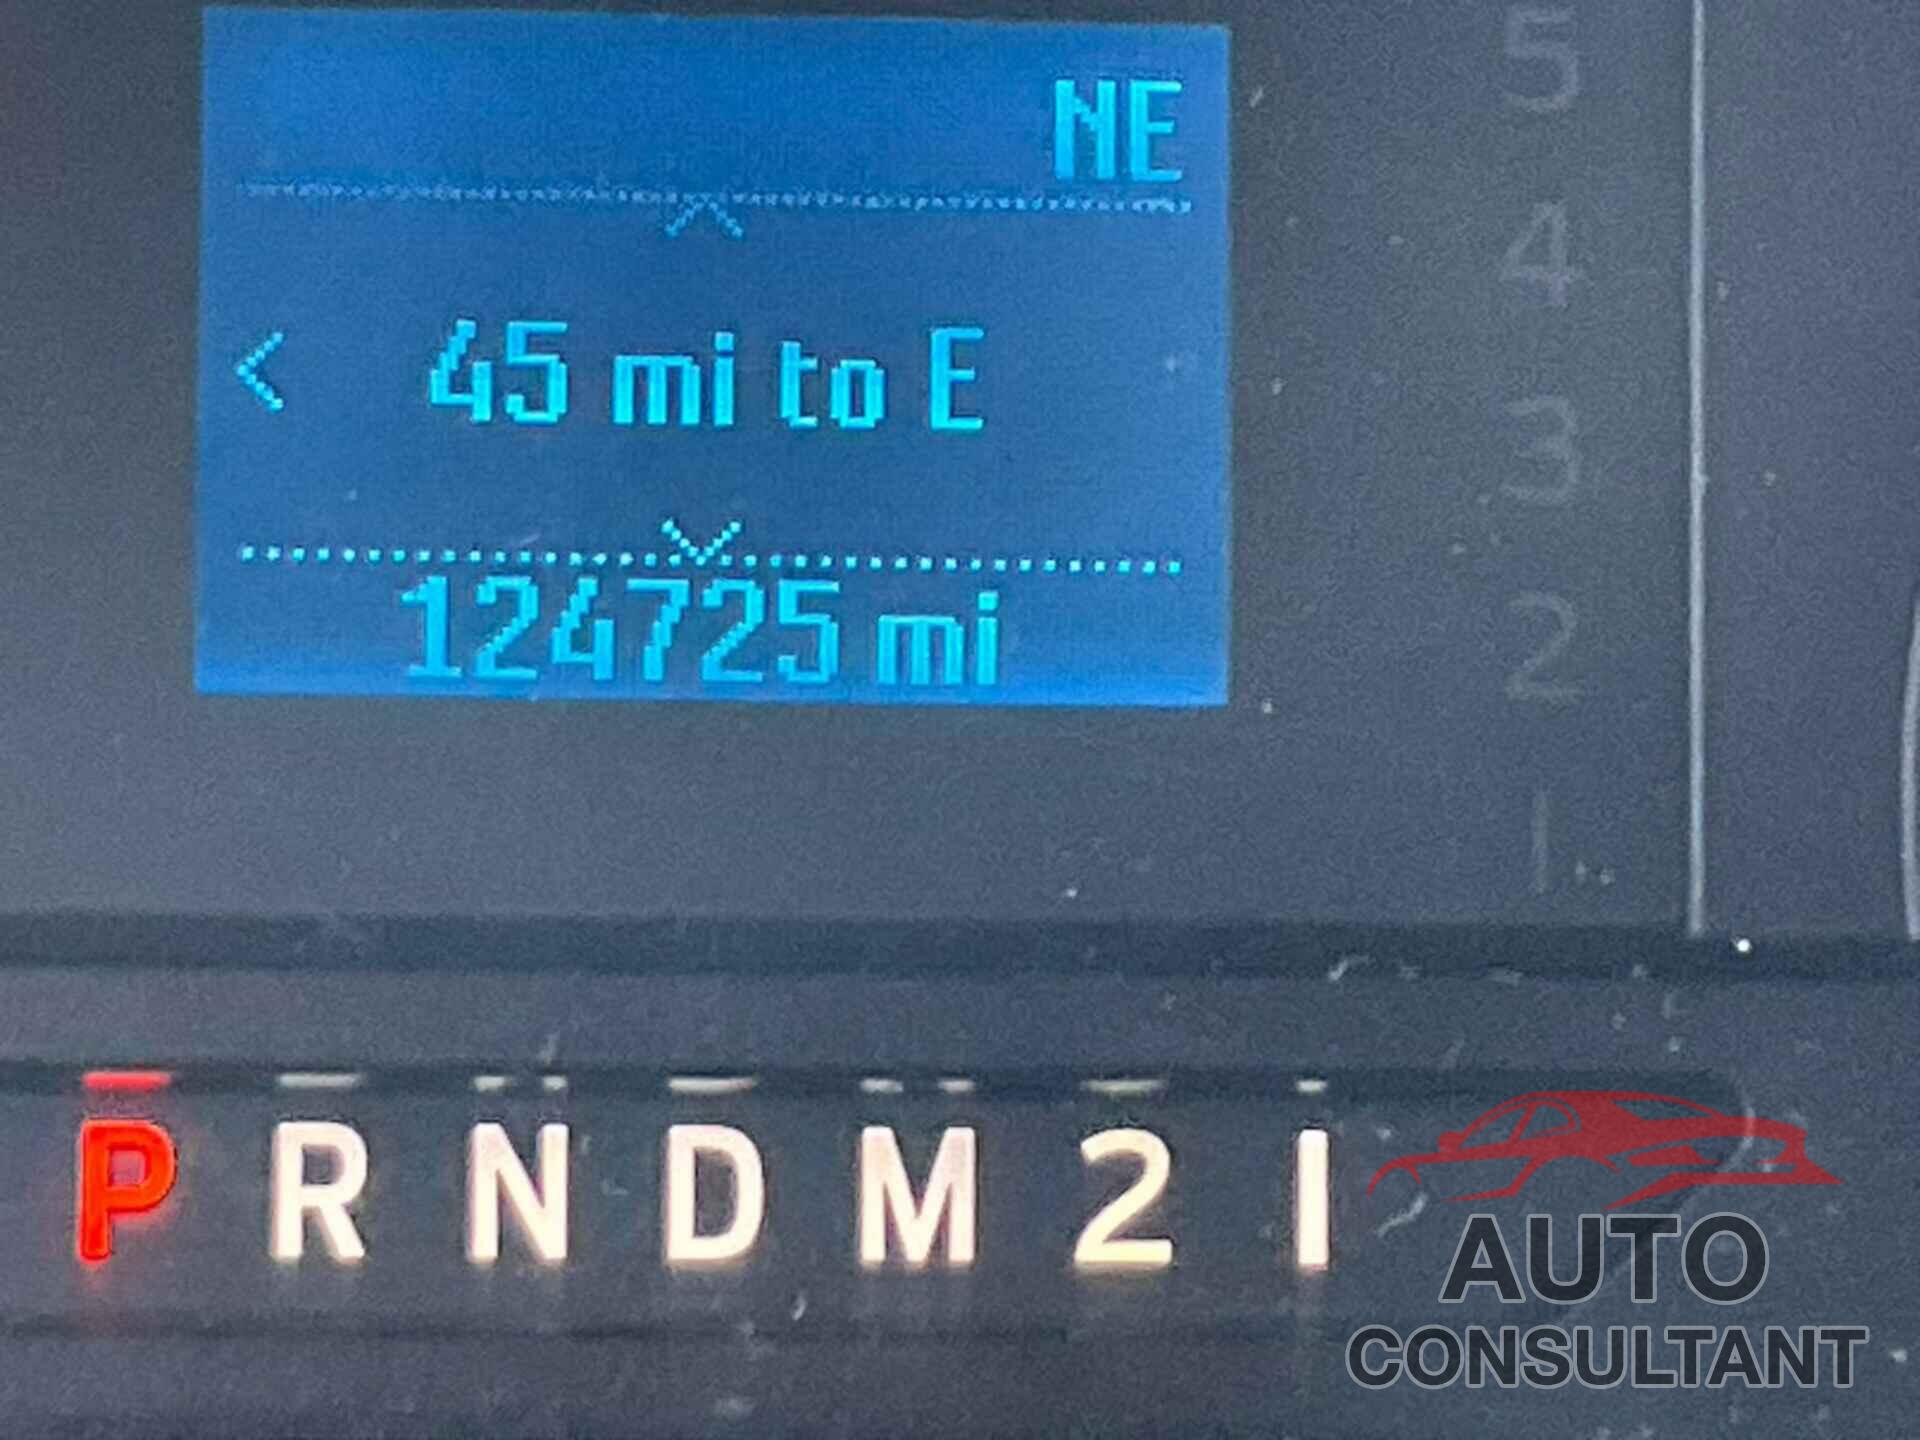 NE
< 45 mi to E
124725 mi
5
4
3
2
1
P R N D M 2 1
AUTO
CONSULTANT